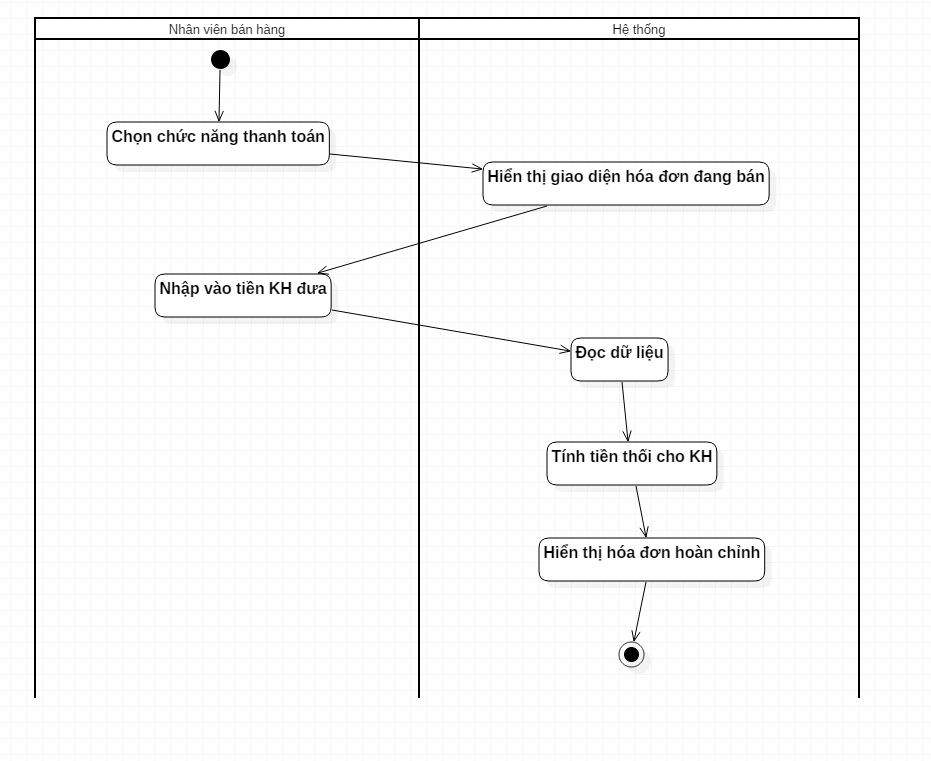 Nhân viên bán hàng
Hệ thống
Chọn chức năng thanh toán
Hiển thị giao diện hóa đơn đang bán
Nhập vào tiền KH đưa
Đọc dữ liệu
Tính tiền thối cho KH
Hiển thị hóa đơn hoàn chỉnh